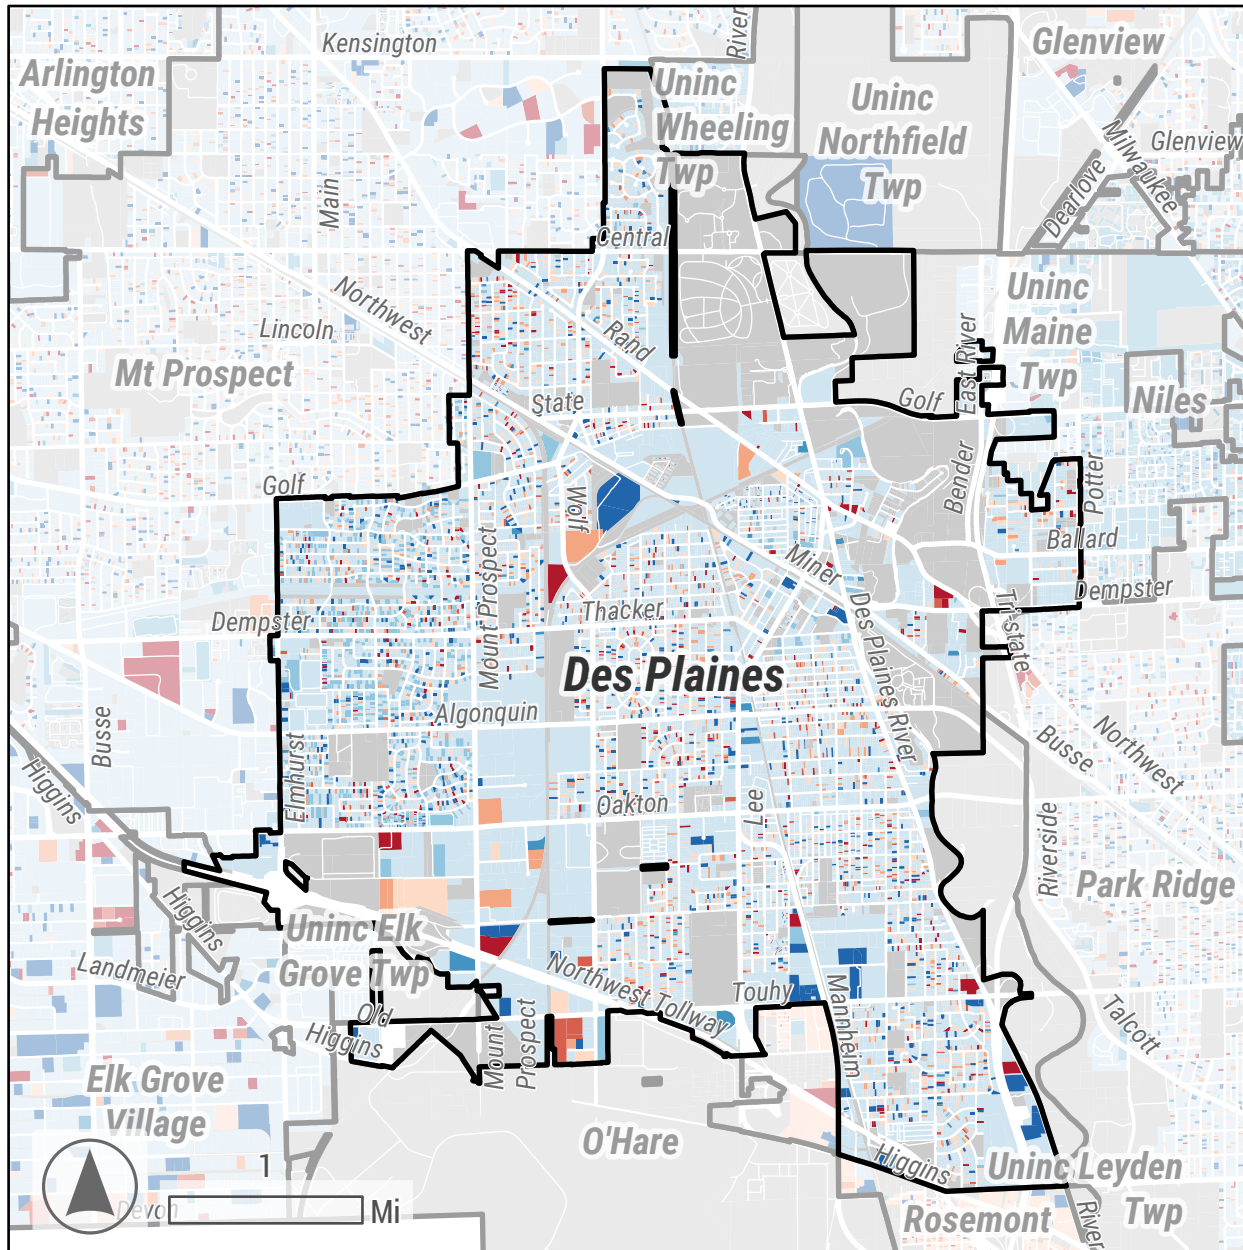 Kensington
River
Glenview
Arlington
Heights
Uninc
Wheeling
Twp
Uninc
Northfield
Twp
Milwaukee
Glenview
Dearlove
Main
Central
Northwest
Lincoln
Rand
Uninc
Maine
Twp
Mt Prospect
East River
State
Golf
Niles
Golf
Wolf
Bender
Potter
Ballard
Mount Prospect
Miner
Dempster
Dempster
Thacker
Tri-state
Des Plaines River
Des Plaines
Algonquin
Busse
Elmhurst
Busse
Northwest
Higgins
Oakton
Lee
Riverside
Park Ridge
Higgins
Uninc Elk
Grove Twp
Landmeier
Northwest Tollway
Touhy
Mannheim
Old
Higgins
Mount
Prospect
Talcott
Elk Grove
Village
O'Hare
Higgins
Uninc Leyden
Twp
Rosemont
River
Devon
1
Mi